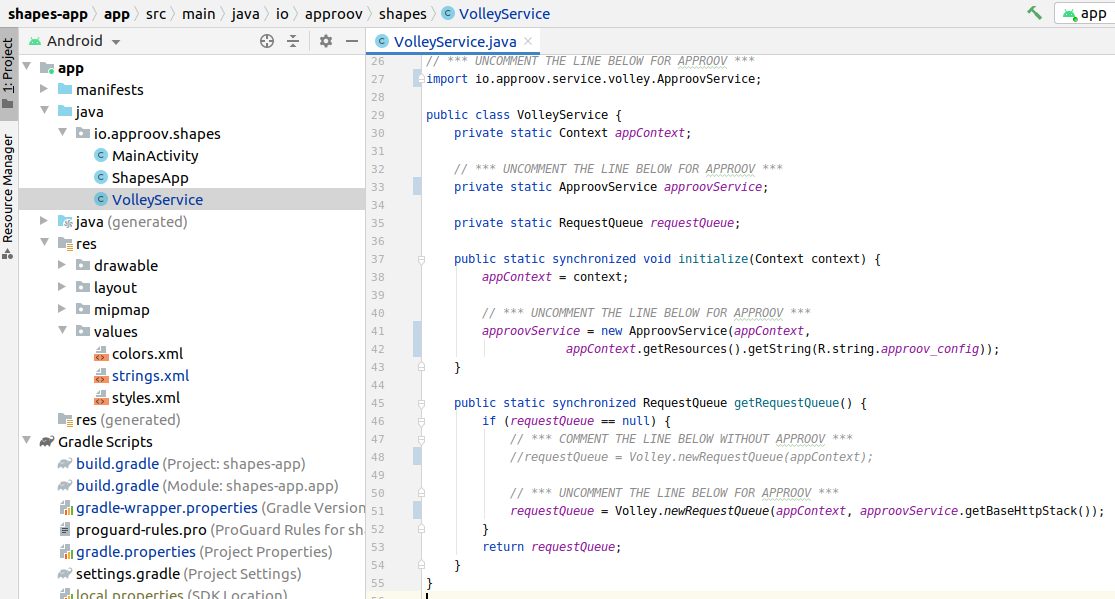 shapes-app › app › src › main › java › io › approov › shapes › C VolleyService
app
1: Project
Resource Manager
Android
C VolleyService.java ×
app
manifests
java
io.approov.shapes
C MainActivity
C ShapesApp
C VolleyService
java (generated)
res
drawable
layout
mipmap
values
colors.xml
strings.xml
styles.xml
res (generated)
Gradle Scripts
build.gradle (Project: shapes-app)
build.gradle (Module: shapes-app.app)
gradle-wrapper.properties (Gradle Version
proguard-rules.pro (ProGuard Rules for sh
gradle.properties (Project Properties)
settings.gradle (Project Settings)
local.properties (SDK Location)
26 // *** UNCOMMENT THE LINE BELOW FOR APPROOV ***
27 import io.approov.service.volley.ApproovService;
28
29 public class VolleyService {
30 private static Context appContext;
31
32 // *** UNCOMMENT THE LINE BELOW FOR APPROOV ***
33 private static ApproovService approovService;
34
35 private static RequestQueue requestQueue;
36
37 public static synchronized void initialize(Context context) {
38 appContext = context;
39
40 // *** UNCOMMENT THE LINE BELOW FOR APPROOV ***
41 approovService = new ApproovService(appContext,
42 appContext.getResources().getString(R.string.approov_config));
43 }
44
45 public static synchronized RequestQueue getRequestQueue() {
46 if (requestQueue == null) {
47 // *** COMMENT THE LINE BELOW WITHOUT APPROOV ***
48 //requestQueue = Volley.newRequestQueue(appContext);
49
50 // *** UNCOMMENT THE LINE BELOW FOR APPROOV ***
51 requestQueue = Volley.newRequestQueue(appContext, approovService.getBaseHttpStack());
52 }
53 return requestQueue;
54 }
55 }